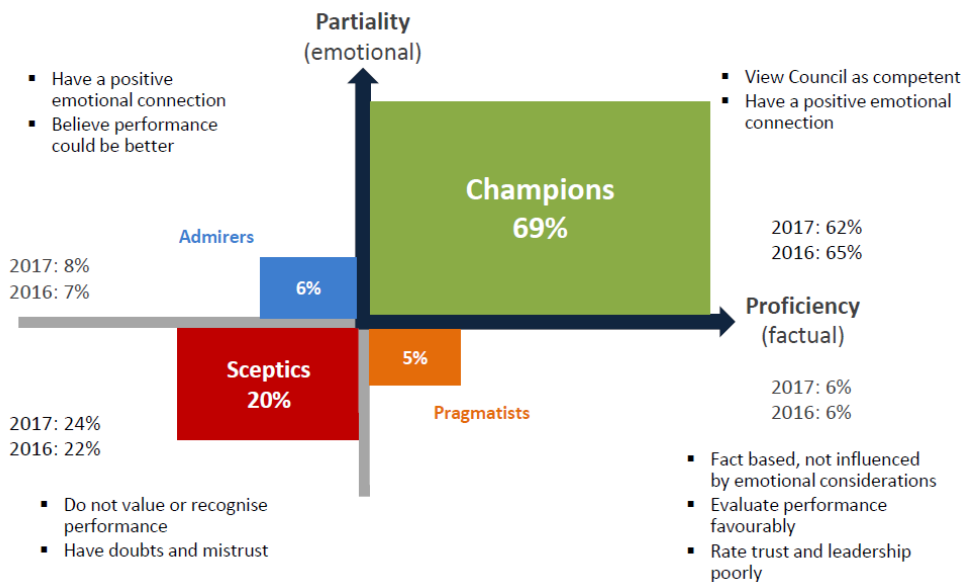 Partiality
(emotional)
▪ Have a positive
emotional connection
▪ Believe performance
could be better
▪ View Council as competent
▪ Have a positive emotional
connection
Champions
69%
2017: 62%
2016: 65%
Admirers
2017: 8%
2016: 7%
6%
Proficiency
(factual)
Sceptics
20%
5%
Pragmatists
2017: 6%
2016: 6%
2017: 24%
2016: 22%
▪ Do not value or recognise
performance
▪ Have doubts and mistrust
▪ Fact based, not influenced
by emotional considerations
▪ Evaluate performance
favourably
▪ Rate trust and leadership
poorly